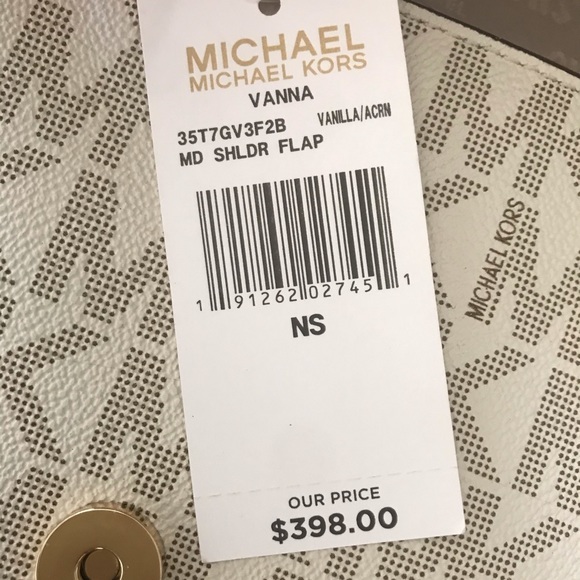 MICHAEL
MICHAEL KORS
VANNA
35T7GV3F2B VANILLA/ACRN
MD SHLDR FLAP
1 91262 02745 1
NS
OUR PRICE
$398.00
MICHAEL KORS